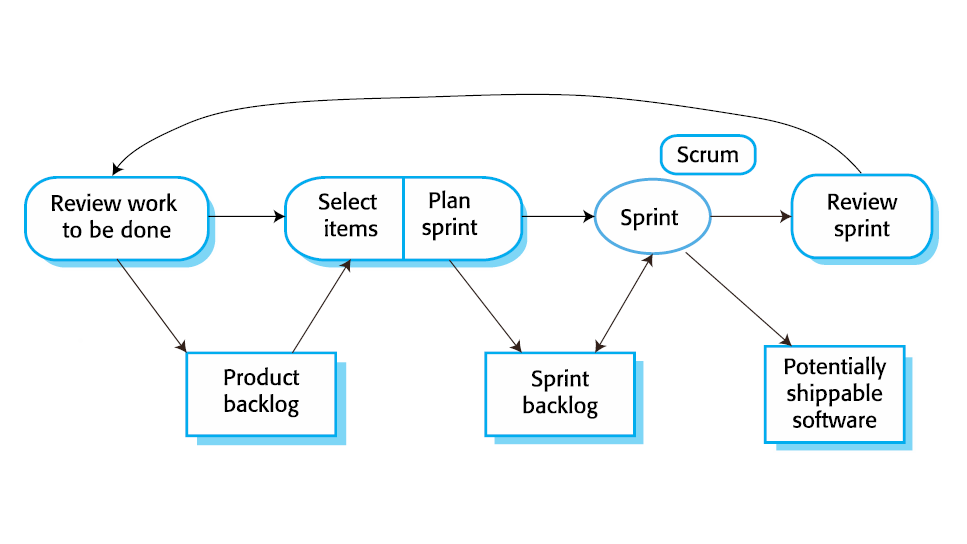 Scrum
Review work
to be done
Select
items
Plan
sprint
Sprint
Review
sprint
Product
backlog
Sprint
backlog
Potentially
shippable
software